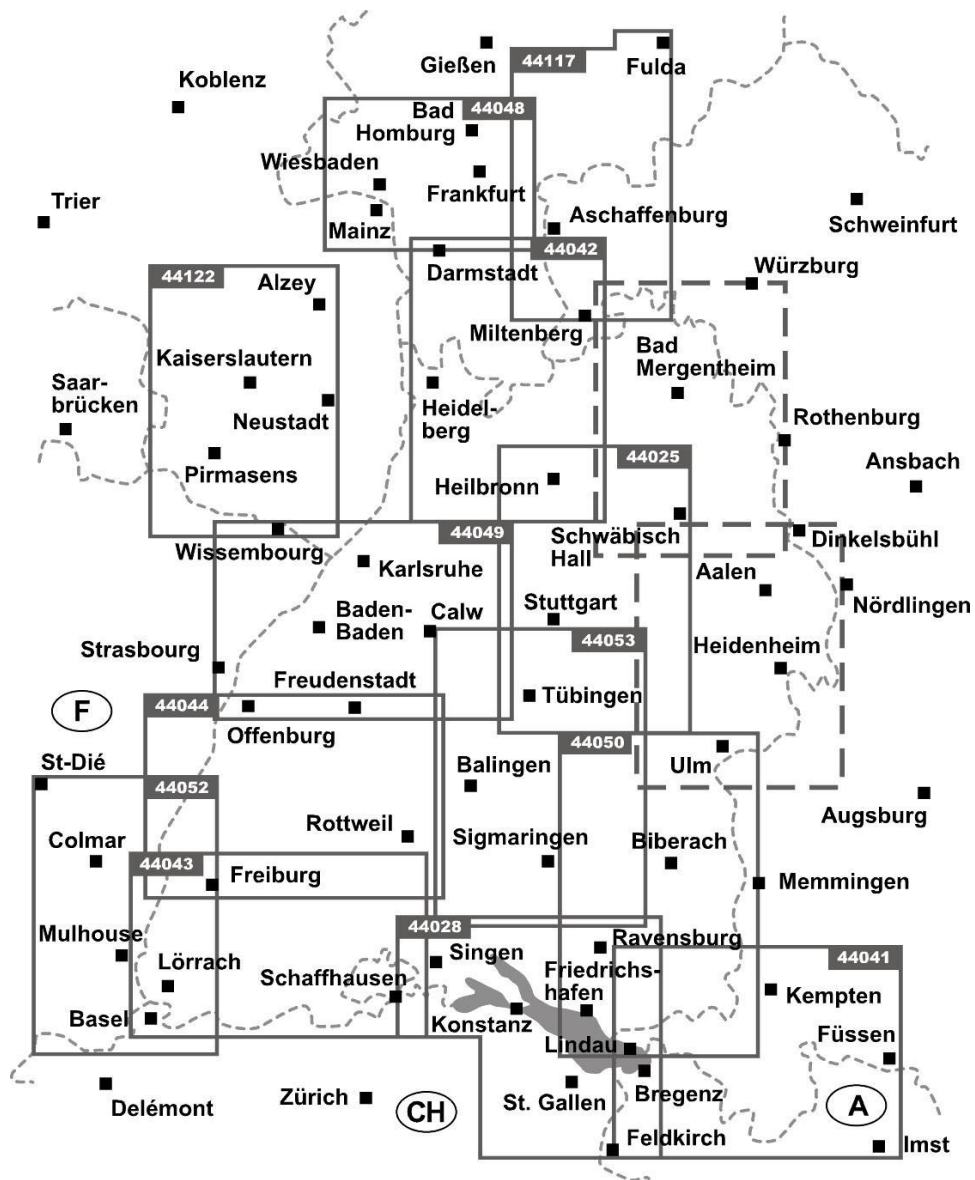 Gießen
44117
Fulda
Koblenz
Bad
Homburg
44048
Wiesbaden
Frankfurt
Trier
Mainz
Aschaffenburg
Schweinfurt
Darmstadt
44042
Würzburg
44122
Alzey
Miltenberg
Bad
Mergentheim
Kaiserslautern
Saar-
brücken
Neustadt
Heidel-
berg
Rothenburg
Pirmasens
Heilbronn
44025
Ansbach
Wissembourg
44049
Schwäbisch
Hall
Dinkelsbühl
Karlsruhe
Aalen
Nördlingen
Baden-
Baden
Calw
Stuttgart
44053
Heidenheim
Strasbourg
Freudenstadt
Tübingen
F
44044
Offenburg
44050
Ulm
St-Dié
44052
Balingen
Augsburg
Colmar
Rottweil
Sigmaringen
Biberach
44043
Freiburg
Memmingen
Mulhouse
44028
Ravensburg
Lörrach
Schaffhausen
Singen
Friedrichs-
hafen
44041
Kempten
Basel
Konstanz
Lindau
Füssen
Delémont
Zürich
CH
St. Gallen
Bregenz
A
Feldkirch
Imst